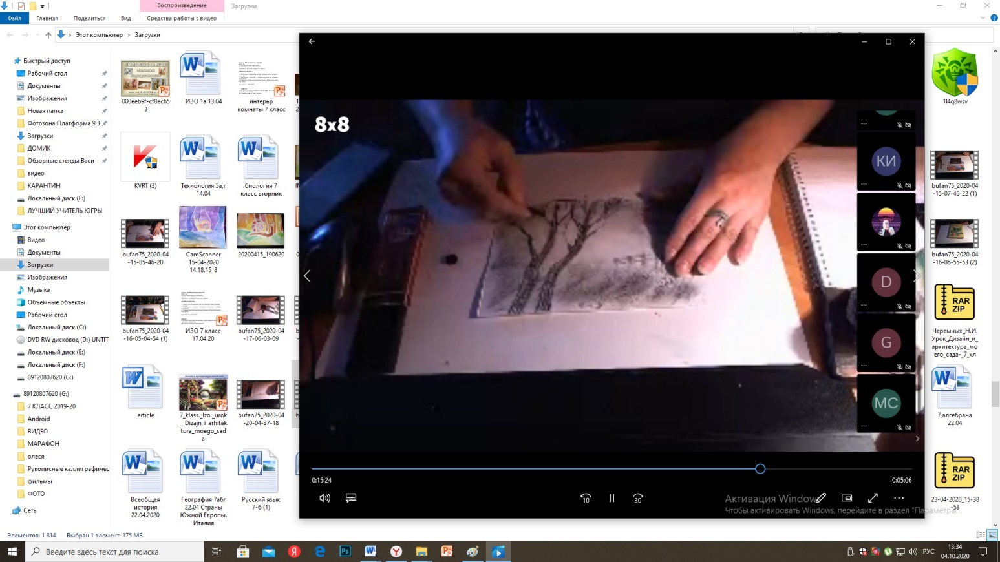 Воспроизведение
Загрузки
Файл
Главная
Поделиться
Вид
Средства работы с видео
Этот компьютер
Загрузки
Быстрый доступ
Рабочий стол
Документы
Изображения
Новая папка
Фотозона Платформа 9 3
Загрузки
ДОМИК
Обзорные стенды Васи
видео
КАРАНТИН
Локальный диск (F:)
ЛУЧШИЙ УЧИТЕЛЬ ЮГРЫ
Этот компьютер
Видео
Документы
Загрузки
Изображения
Музыка
Объемные объекты
Рабочий стол
Локальный диск (C:)
DVD RW дисковод (D:) UNTIT
Локальный диск (E:)
Локальный диск (F:)
89120807620 (G:)
89120807620 (G:)
7 КЛАСС 2019-20
Android
ВИДЕО
МАРАФОН
олеся
Рукописные каллиграфичес
фильмы
ФОТО
Сеть
000eeb9f-cf8ec65
3
ИЗО 1а 13.04
интерьр
комнаты 7 класс
KVRT (3)
Технология 5а,г
14.04
биология 7
класс вторник
bufan75_2020-04
-15-05-46-20
CamScanner
15-04-2020
14.18.15_8
20200415_190620
bufan75_2020-04
-16-05-04-54 (1)
ИЗО 7 класс
17.04.20
bufan75_2020-04
-17-06-03-09
article
7_klass._Izo._urok
__Dizajn_i_arhitek
tura_moego_sad
a
bufan75_2020-04
-20-04-37-18
Всеобщая
история
22.04.2020
География 7абг
22.04 Страны
Южной Европы.
Италия
Русский язык
7-6 (1)
8x8
КИ
D
G
МС
0:15:24
0:05:06
10
30
Активация Window
Чтобы активировать Windows, перейдите в раздел "Параметры".
1l4q8wsv
bufan75_2020-04
-15-07-46-22 (1)
bufan75_2020-04
-16-06-55-53 (2)
RAR
ZIP
Черемных_Н.И.
Урок_Дизайн_и_
архитектура_мо
его_сада-_7_кл
7,алгебрана
22.04
RAR
ZIP
23-04-2020_15-38
-53
Элементов: 1 814
Выбран 1 элемент: 175 МБ
Введите здесь текст для поиска
РУС
13:34
04.10.2020